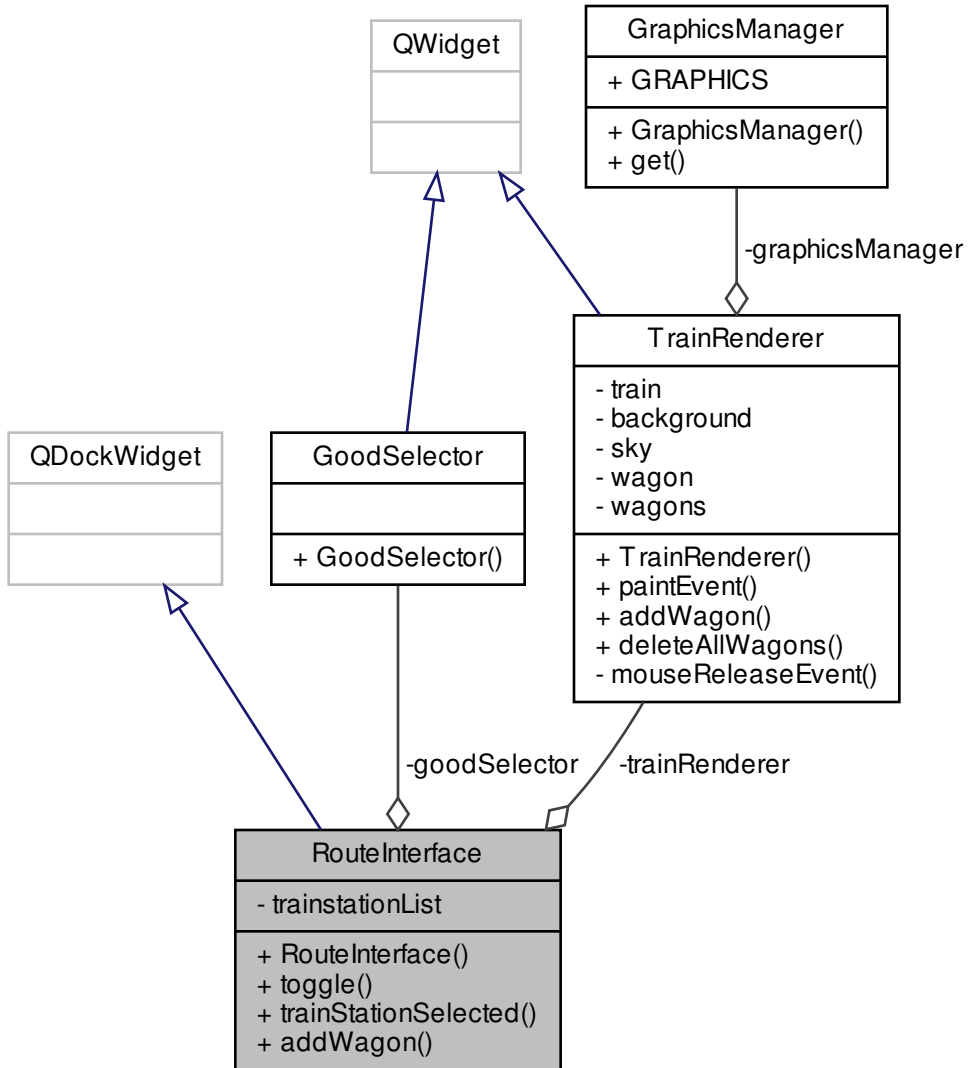 QWidget
GraphicsManager
+ GRAPHICS
+ GraphicsManager()
+ get()
-graphicsManager
TrainRenderer
- train
- background
- sky
- wagon
- wagons
+ TrainRenderer()
+ paintEvent()
+ addWagon()
+ deleteAllWagons()
- mouseReleaseEvent()
QDockWidget
GoodSelector
+ GoodSelector()
-goodSelector
-trainRenderer
RouteInterface
- trainstationList
+ RouteInterface()
+ toggle()
+ trainStationSelected()
+ addWagon()